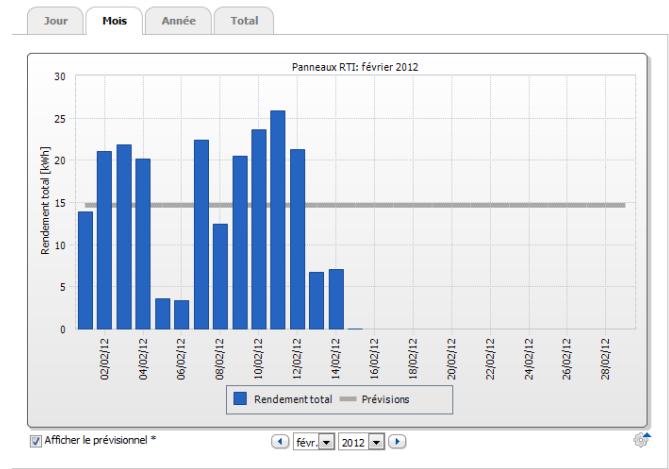 Jour Mois Année Total
Panneaux RTI: février 2012
Rendement total [kWh]
30
25
20
15
10
5
0
02/02/12 04/02/12 06/02/12 08/02/12 10/02/12 12/02/12 14/02/12 16/02/12 18/02/12 20/02/12 22/02/12 24/02/12 26/02/12 28/02/12
Rendement total Prévisions
Afficher le prévisionnel * févr. 2012